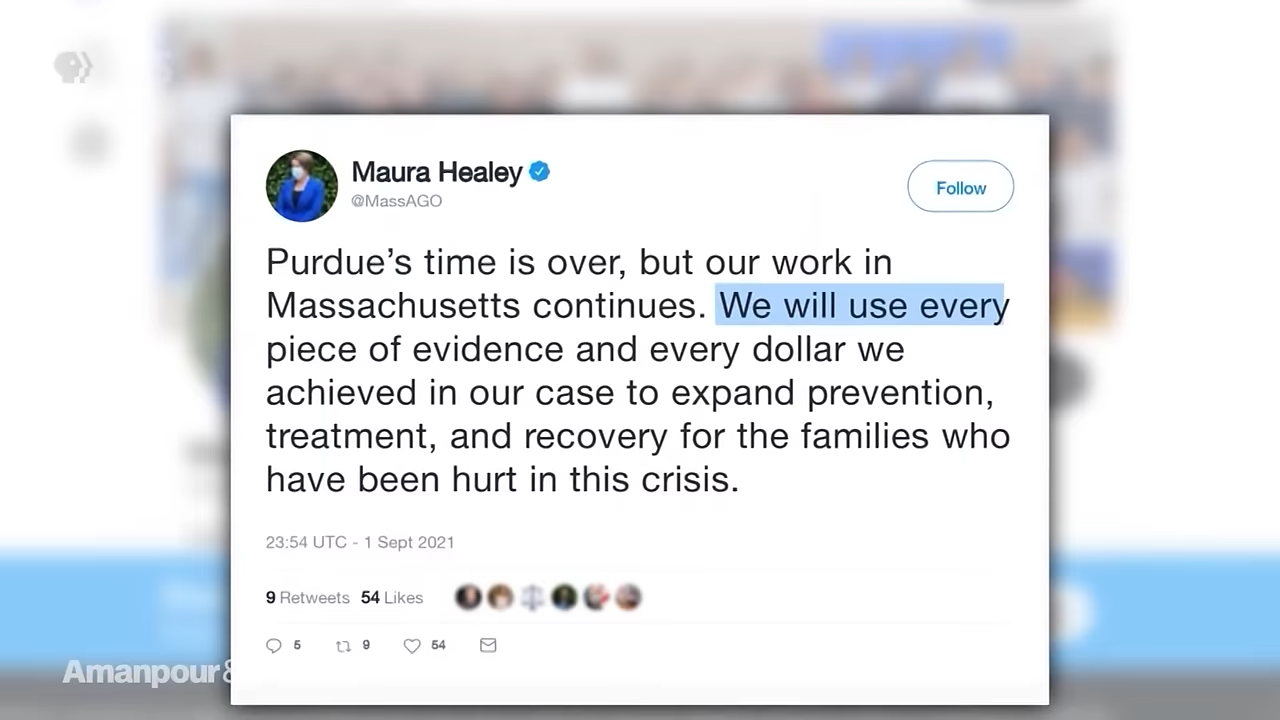 Maura Healey
@MassAGO
Follow
Purdue’s time is over, but our work in
Massachusetts continues. We will use every
piece of evidence and every dollar we
achieved in our case to expand prevention,
treatment, and recovery for the families who
have been hurt in this crisis.
23:54 UTC - 1 Sept 2021
9 Retweets 54 Likes
5 9 54
Amanpour&